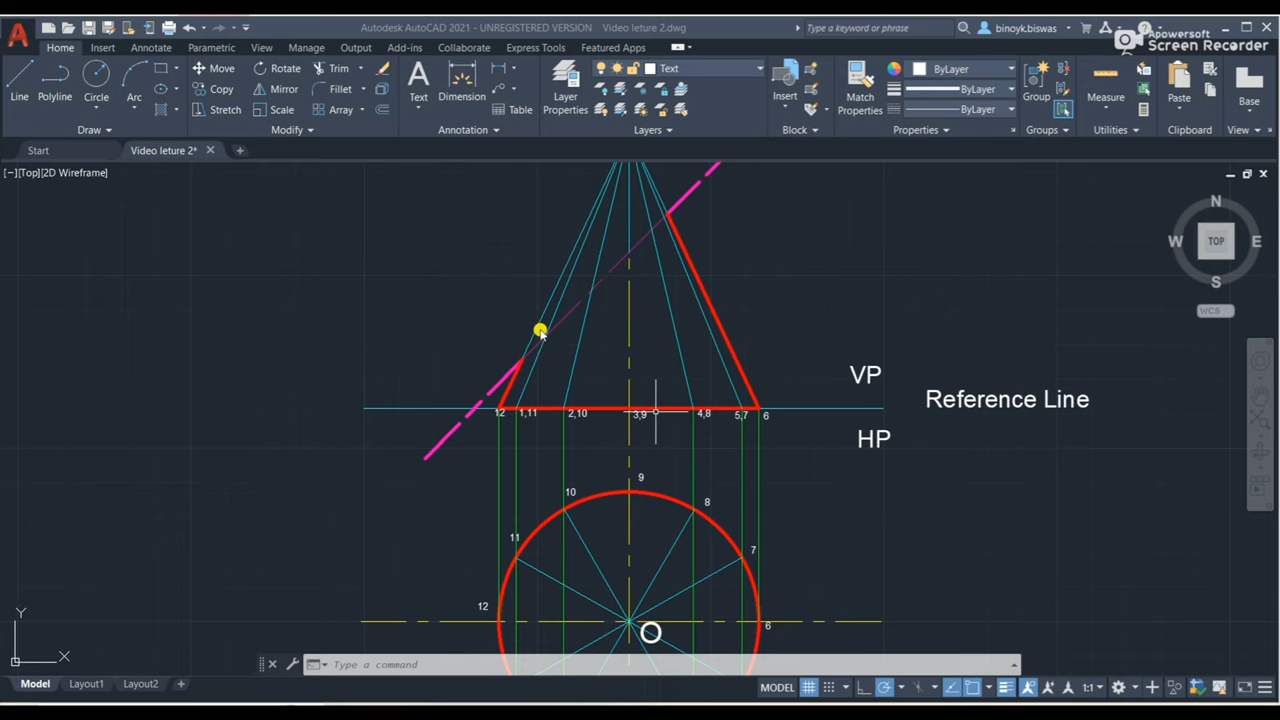 Autodesk AutoCAD 2021 - UNREGISTERED VERSION Video leture 2.dwg
Type a keyword or phrase
binoyk.biswas
Apowersoft
Screen Recorder
Home Insert Annotate Parametric View Manage Output Add-ins Collaborate Express Tools Featured Apps
Line Polyline Circle Arc
Move Rotate Trim
Copy Mirror Fillet
Stretch Scale Array
Text Dimension Table
Layer Properties
Text
Insert
Match Properties
ByLayer
ByLayer
ByLayer
Group
Measure
Paste
Base
Draw Modify Annotation Layers Block Properties Groups Utilities Clipboard View
Start Video leture 2*
[−][Top][2D Wireframe]
N
W TOP E
S
WCS
VP
Reference Line
HP
12 1,11 2,10 3,9 4,8 5,7 6
9
10 8
11 7
12 6
O
Y
X
Type a command
Model Layout1 Layout2
MODEL 1:1